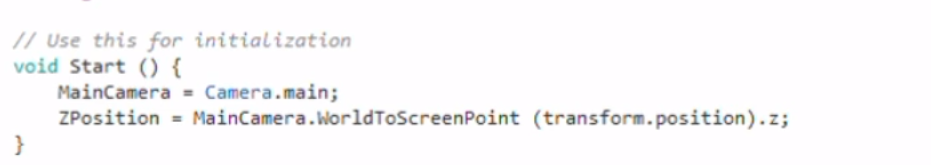 // Use this for initialization
void Start () {
    MainCamera = Camera.main;
    ZPosition = MainCamera.WorldToScreenPoint (transform.position).z;
}